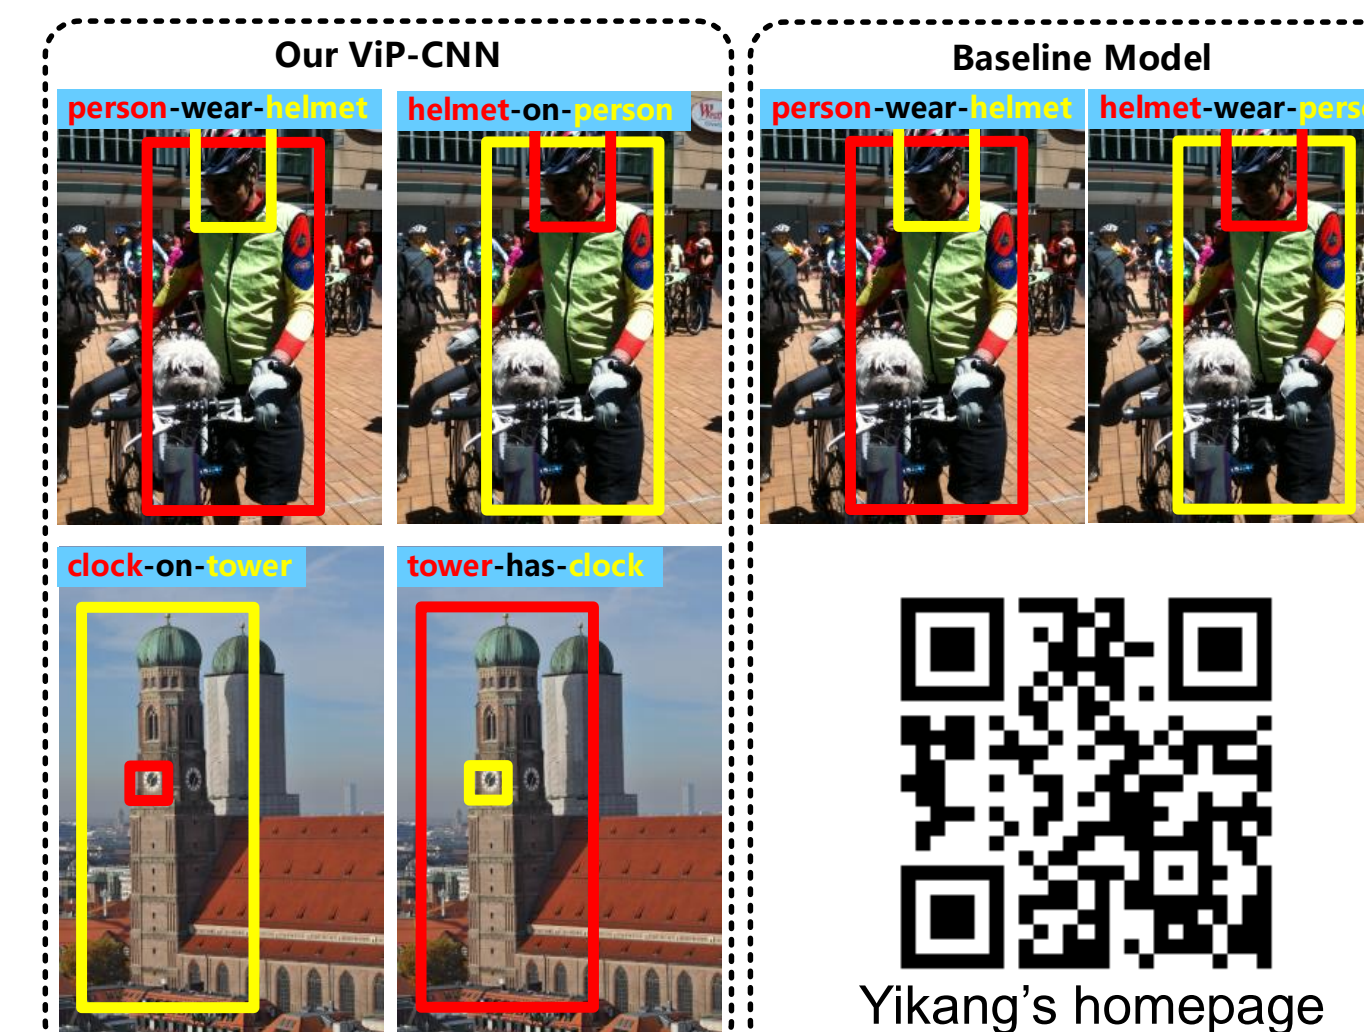 Our ViP-CNN
Baseline Model
person-wear-helmet
helmet-on-person
person-wear-helmet
helmet-wear-perso
clock-on-tower
tower-has-clock
Yikang’s homepage